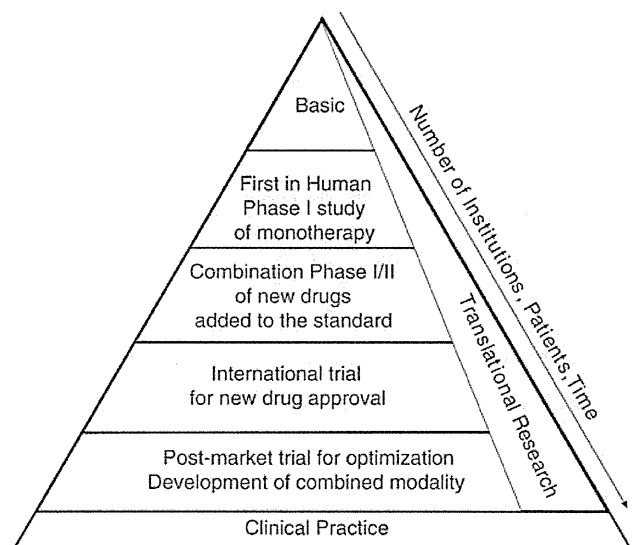 Basic
First in Human
Phase I study
of monotherapy
Combination Phase I/II
of new drugs
added to the standard
International trial
for new drug approval
Post-market trial for optimization
Development of combined modality
Clinical Practice
Translational Research
Number of Institutions, Patients, Time